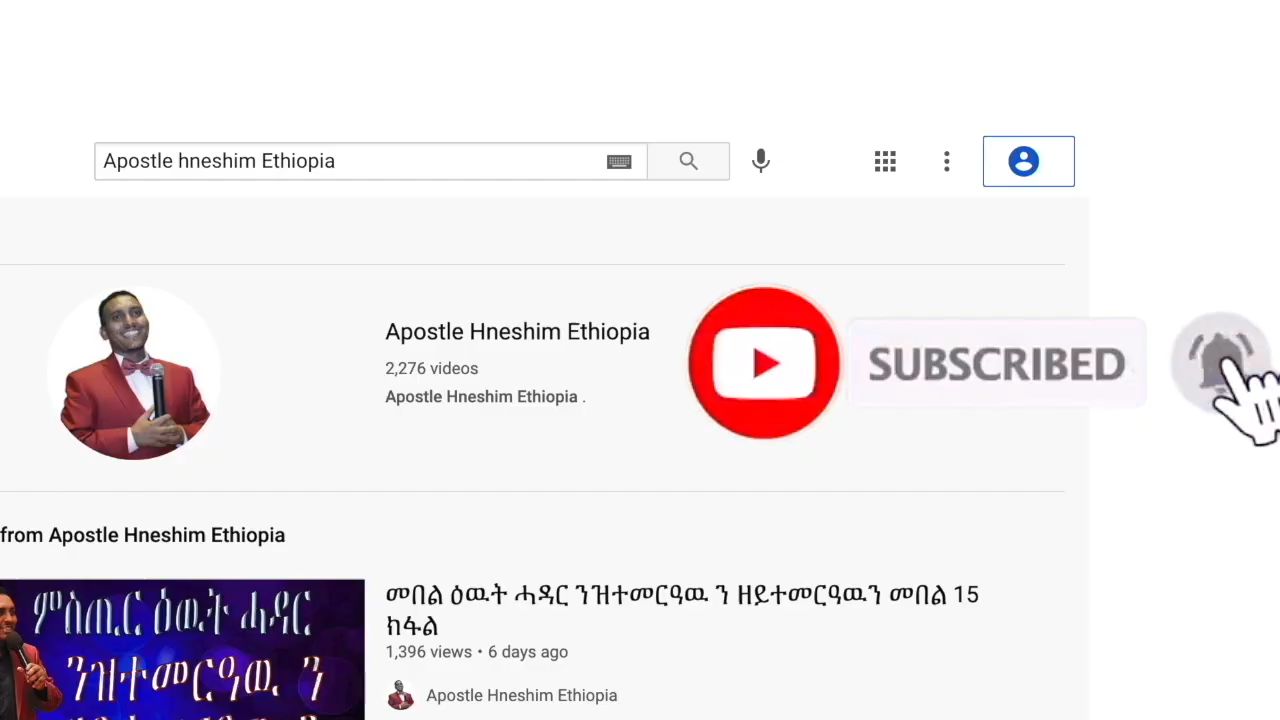 Apostle hneshim Ethiopia
Apostle Hneshim Ethiopia
2,276 videos
Apostle Hneshim Ethiopia .
SUBSCRIBED
from Apostle Hneshim Ethiopia
መበል ዕዉት ሓዳር ንዝተመርዓዉ ን ዘይተመርዓዉን መበል 15
ክፋል
1,396 views • 6 days ago
Apostle Hneshim Ethiopia
ምስጢር ዕዉት ሓዳር
ንዝተመርዓዉ ን